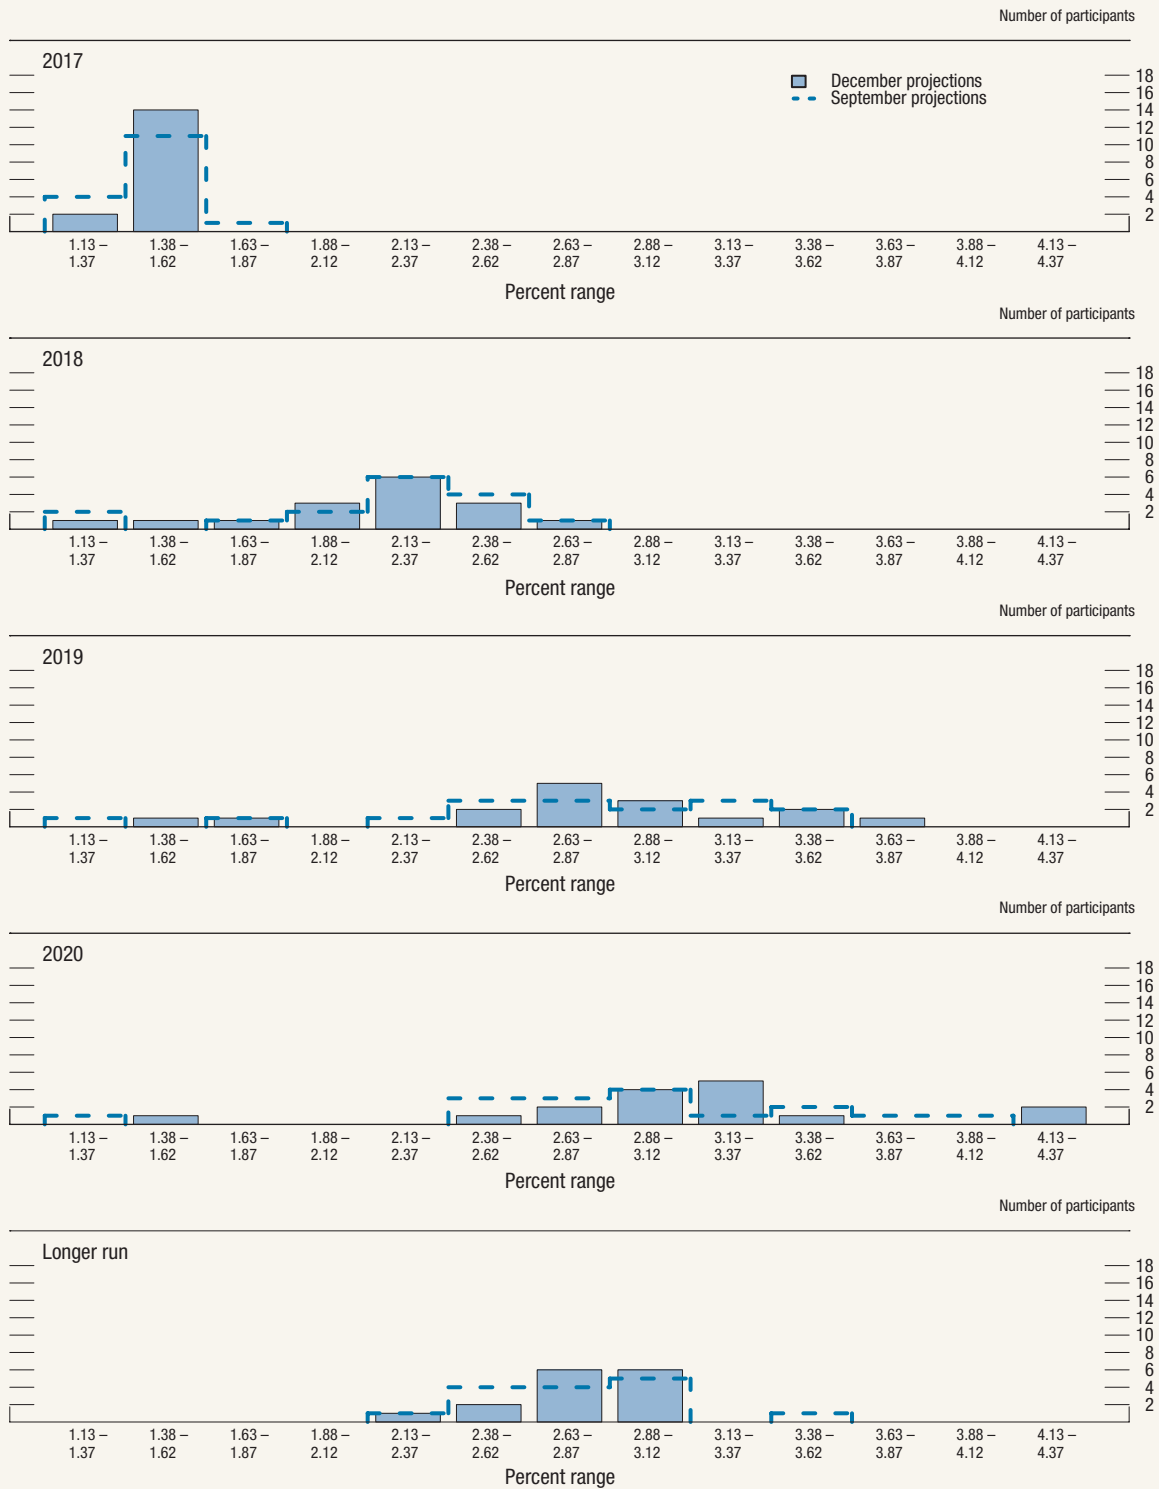 Number of participants
2017
December projections
September projections
18
16
14
12
10
8
6
4
2
1.13 – 1.38 – 1.63 – 1.88 – 2.13 – 2.38 – 2.63 – 2.88 – 3.13 – 3.38 – 3.63 – 3.88 – 4.13 –
1.37 1.62 1.87 2.12 2.37 2.62 2.87 3.12 3.37 3.62 3.87 4.12 4.37
Percent range
Number of participants
2018
18
16
14
12
10
8
6
4
2
1.13 – 1.38 – 1.63 – 1.88 – 2.13 – 2.38 – 2.63 – 2.88 – 3.13 – 3.38 – 3.63 – 3.88 – 4.13 –
1.37 1.62 1.87 2.12 2.37 2.62 2.87 3.12 3.37 3.62 3.87 4.12 4.37
Percent range
Number of participants
2019
18
16
14
12
10
8
6
4
2
1.13 – 1.38 – 1.63 – 1.88 – 2.13 – 2.38 – 2.63 – 2.88 – 3.13 – 3.38 – 3.63 – 3.88 – 4.13 –
1.37 1.62 1.87 2.12 2.37 2.62 2.87 3.12 3.37 3.62 3.87 4.12 4.37
Percent range
Number of participants
2020
18
16
14
12
10
8
6
4
2
1.13 – 1.38 – 1.63 – 1.88 – 2.13 – 2.38 – 2.63 – 2.88 – 3.13 – 3.38 – 3.63 – 3.88 – 4.13 –
1.37 1.62 1.87 2.12 2.37 2.62 2.87 3.12 3.37 3.62 3.87 4.12 4.37
Percent range
Number of participants
Longer run
18
16
14
12
10
8
6
4
2
1.13 – 1.38 – 1.63 – 1.88 – 2.13 – 2.38 – 2.63 – 2.88 – 3.13 – 3.38 – 3.63 – 3.88 – 4.13 –
1.37 1.62 1.87 2.12 2.37 2.62 2.87 3.12 3.37 3.62 3.87 4.12 4.37
Percent range